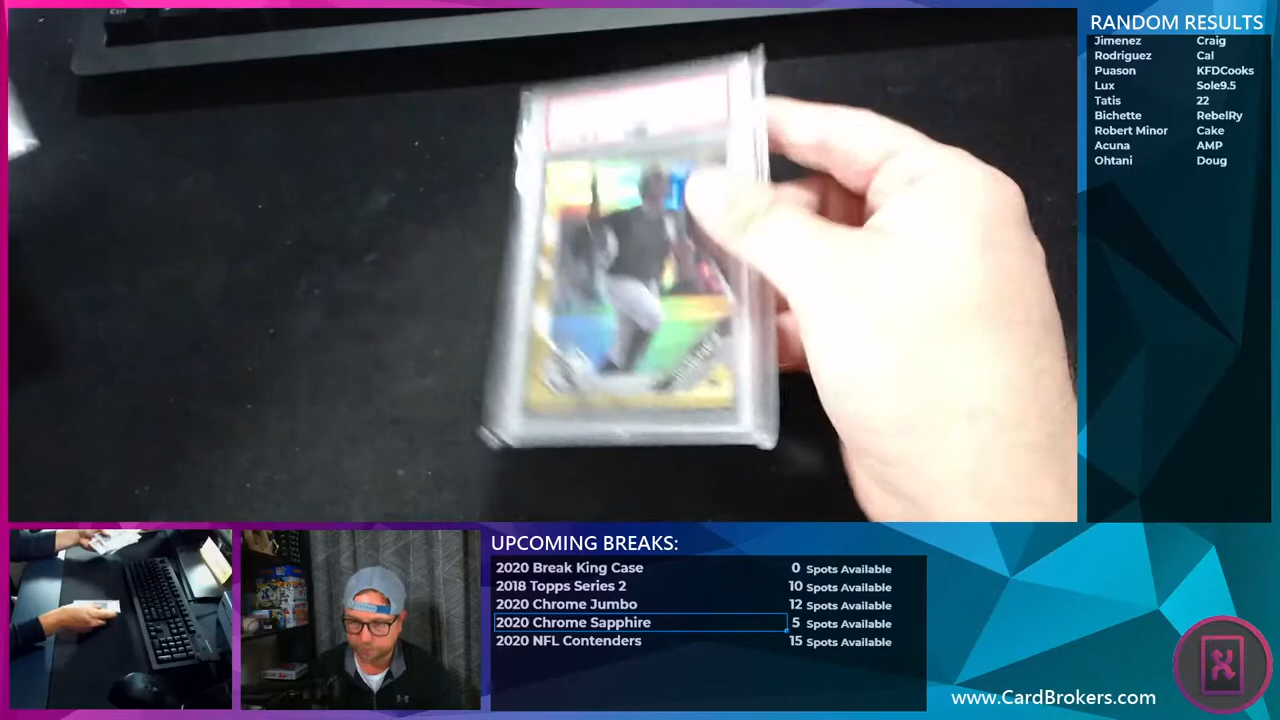 RANDOM RESULTS
Jimenez Craig
Rodriguez Cal
Puason KFDCooks
Lux Sole9.5
Tatis 22
Bichette RebelRy
Robert Minor Cake
Acuna AMP
Ohtani Doug
Ctrl
UPCOMING BREAKS:
2020 Break King Case 0 Spots Available
2018 Topps Series 2 10 Spots Available
2020 Chrome Jumbo 12 Spots Available
2020 Chrome Sapphire 5 Spots Available
2020 NFL Contenders 15 Spots Available
www.CardBrokers.com